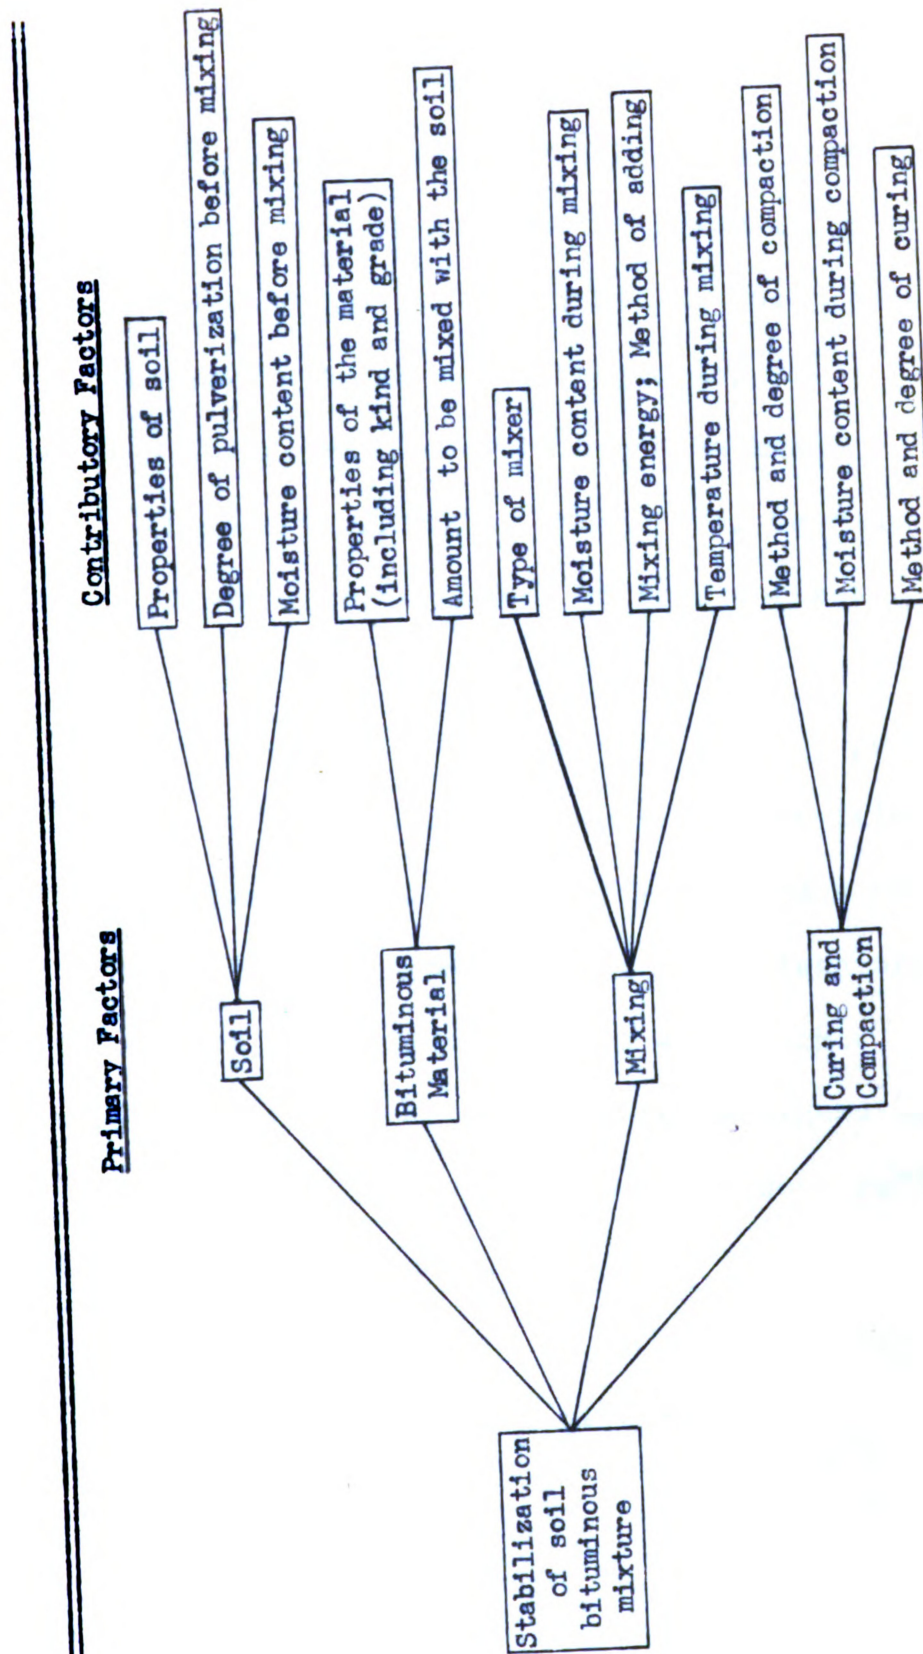 Primary Factors
Contributory Factors
Stabilization
of soil
bituminous
mixture
Soil
Properties of soil
Degree of pulverization before mixing
Moisture content before mixing
Bituminous
Material
Properties of the material
(including kind and grade)
Amount to be mixed with the soil
Mixing
Type of mixer
Moisture content during mixing
Mixing energy; Method of adding
Temperature during mixing
Curing and
Compaction
Method and degree of compaction
Moisture content during compaction
Method and degree of curing